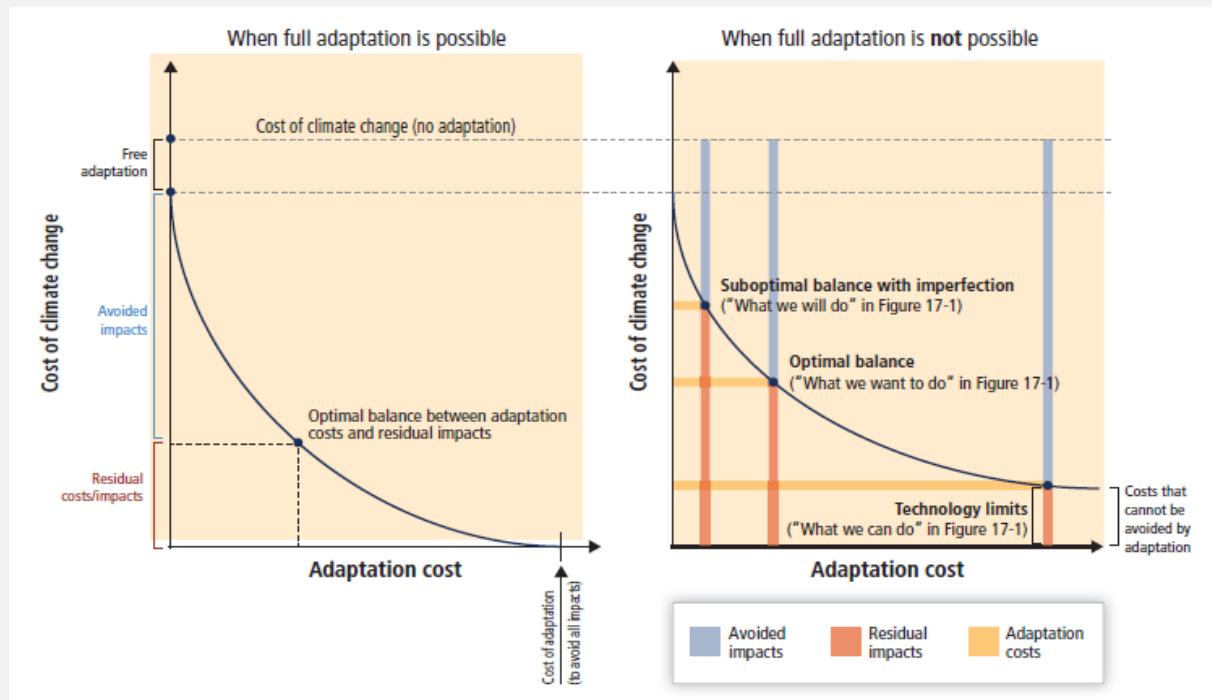 When full adaptation is possible
Cost of climate change (no adaptation)
Free
adaptation
Cost of climate change
Avoided
impacts
Optimal balance between adaptation
costs and residual impacts
Residual
costs/impacts
Adaptation cost
Cost of adaptation
(to avoid all impacts)
When full adaptation is not possible
Cost of climate change
Suboptimal balance with imperfection
("What we will do" in Figure 17-1)
Optimal balance
("What we want to do" in Figure 17-1)
Technology limits
("What we can do" in Figure 17-1)
Costs that
cannot be
avoided by
adaptation
Adaptation cost
Avoided
impacts
Residual
impacts
Adaptation
costs